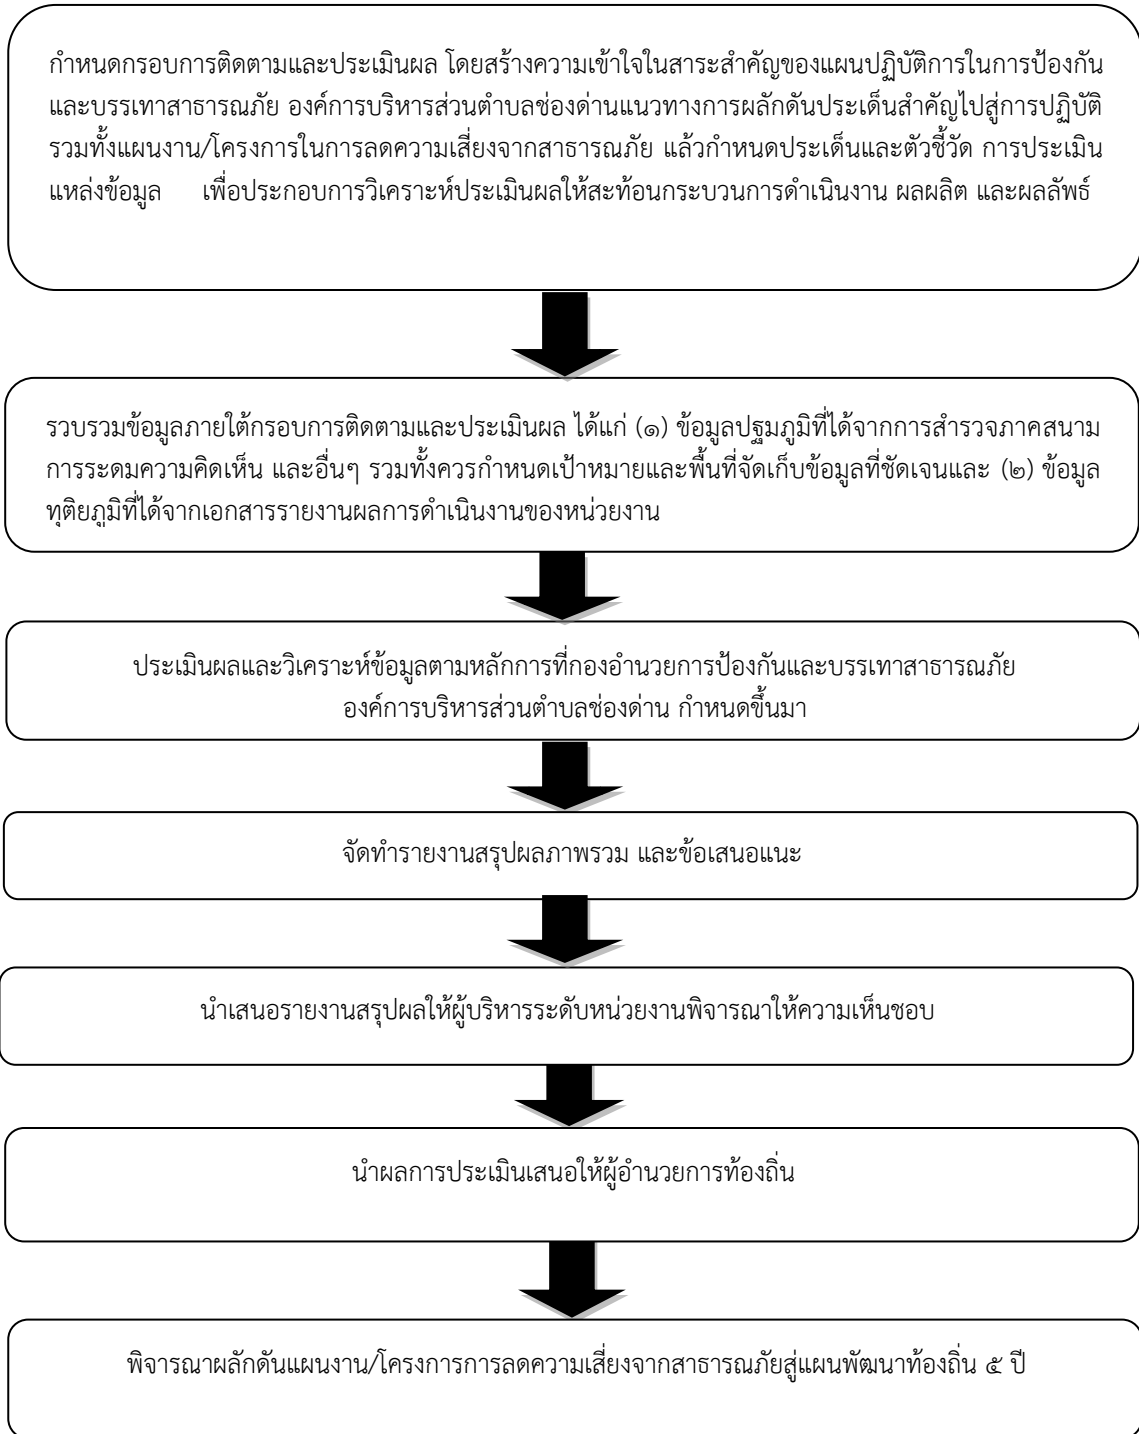 กำหนดกรอบการติดตามและประเมินผล โดยสร้างความเข้าใจในสาระสำคัญของแผนปฏิบัติการในการป้องกัน
และบรรเทาสาธารณภัย องค์การบริหารส่วนตำบลช่องด่านแนวทางการผลักดันประเด็นสำคัญไปสู่การปฏิบัติ
รวมทั้งแผนงาน/โครงการในการลดความเสี่ยงจากสาธารณภัย แล้วกำหนดประเด็นและตัวชี้วัด การประเมิน
แหล่งข้อมูล เพื่อประกอบการวิเคราะห์ประเมินผลให้สะท้อนกระบวนการดำเนินงาน ผลผลิต และผลลัพธ์
รวบรวมข้อมูลภายใต้กรอบการติดตามและประเมินผล ได้แก่ (๑) ข้อมูลปฐมภูมิที่ได้จากการสำรวจภาคสนาม
การระดมความคิดเห็น และอื่นๆ รวมทั้งควรกำหนดเป้าหมายและพื้นที่จัดเก็บข้อมูลที่ชัดเจนและ (๒) ข้อมูล
ทุติยภูมิที่ได้จากเอกสารรายงานผลการดำเนินงานของหน่วยงาน
ประเมินผลและวิเคราะห์ข้อมูลตามหลักการที่กองอำนวยการป้องกันและบรรเทาสาธารณภัย
องค์การบริหารส่วนตำบลช่องด่าน กำหนดขึ้นมา
จัดทำรายงานสรุปผลภาพรวม และข้อเสนอแนะ
นำเสนอรายงานสรุปผลให้ผู้บริหารระดับหน่วยงานพิจารณาให้ความเห็นชอบ
นำผลการประเมินเสนอให้ผู้อำนวยการท้องถิ่น
พิจารณาผลักดันแผนงาน/โครงการการลดความเสี่ยงจากสาธารณภัยสู่แผนพัฒนาท้องถิ่น ๕ ปี